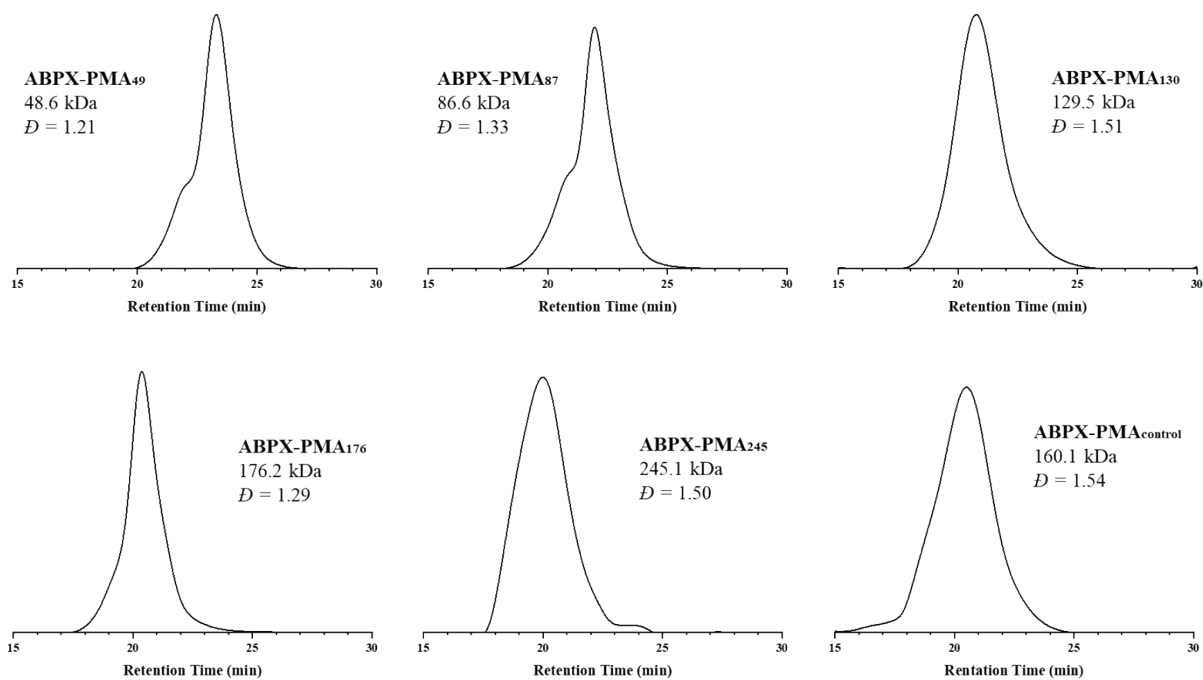 ABPX-PMA49
48.6 kDa
Đ = 1.21
15 20 25 30
Retention Time (min)
ABPX-PMA87
86.6 kDa
Đ = 1.33
15 20 25 30
Retention Time (min)
ABPX-PMA130
129.5 kDa
Đ = 1.51
15 20 25 30
Retention Time (min)
ABPX-PMA176
176.2 kDa
Đ = 1.29
15 20 25 30
Retention Time (min)
ABPX-PMA245
245.1 kDa
Đ = 1.50
15 20 25 30
Retention Time (min)
ABPX-PMAcontrol
160.1 kDa
Đ = 1.54
15 20 25 30
Rentation Time (min)